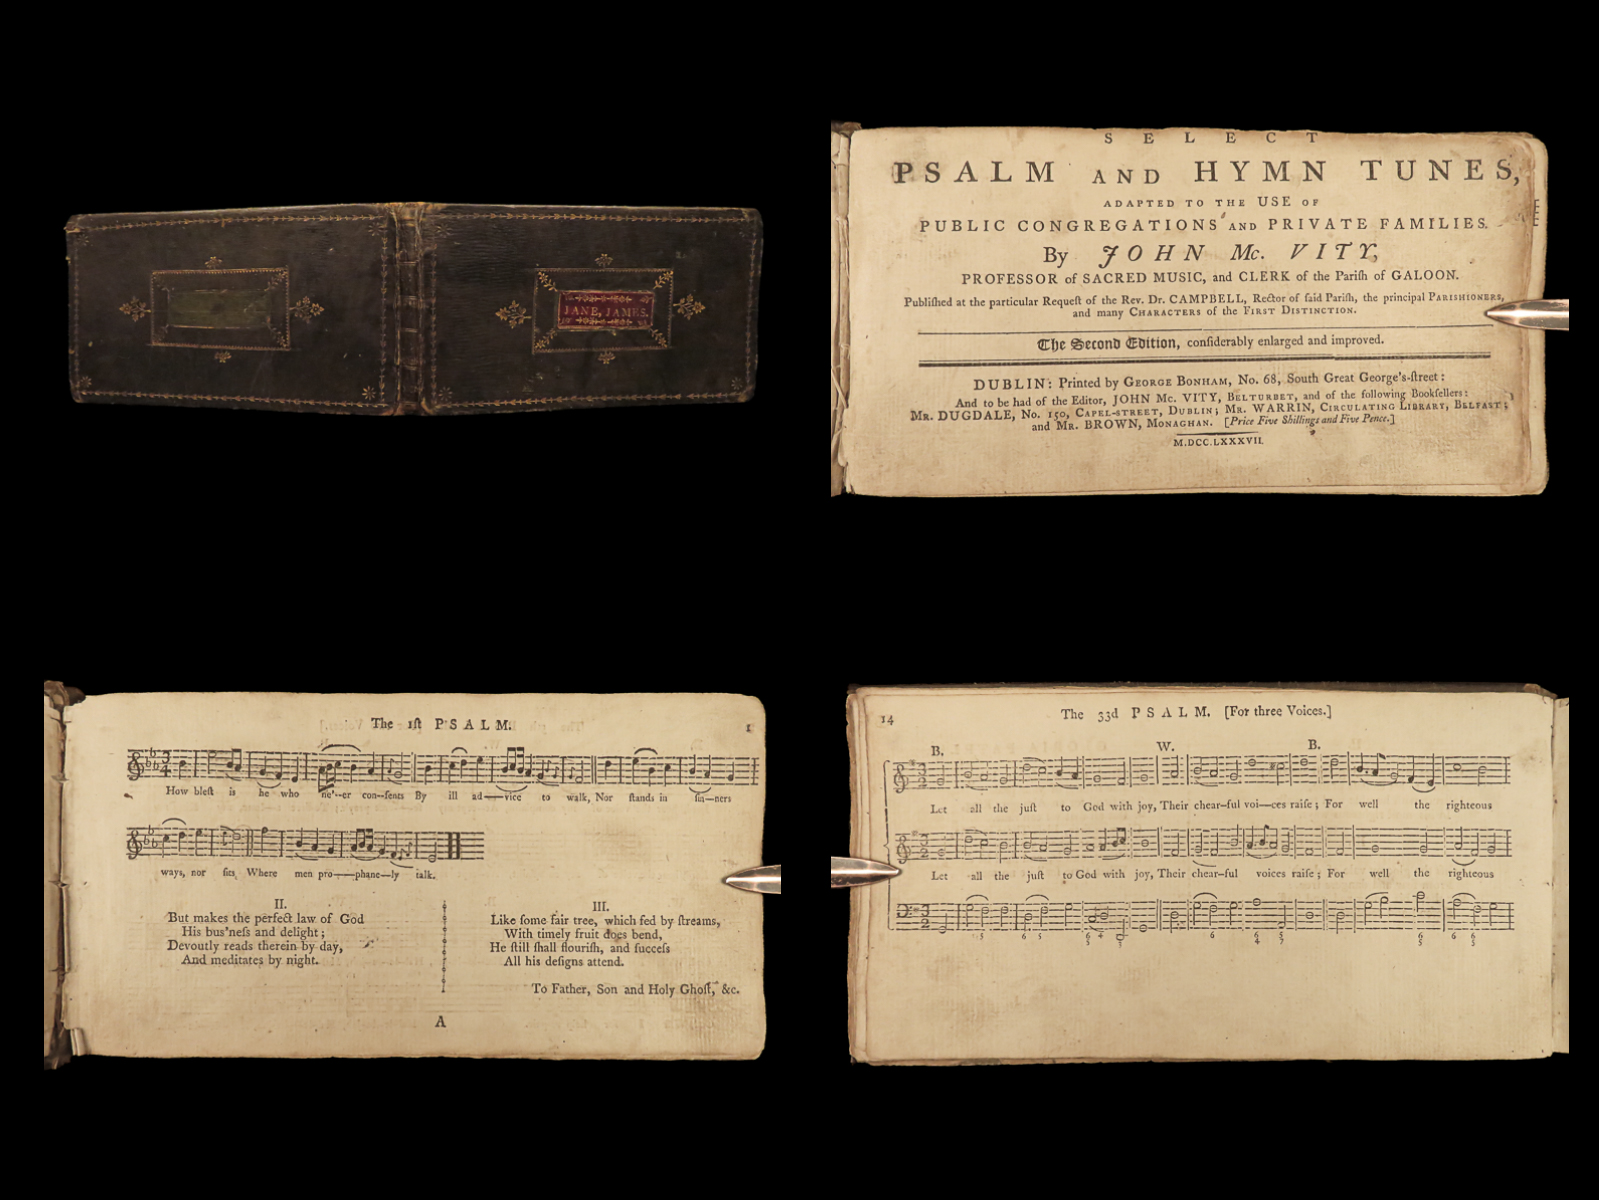 JANE, JAMES.
SELECT
PSALM AND HYMN TUNES,
ADAPTED TO THE USE OF
PUBLIC CONGREGATIONS AND PRIVATE FAMILIES.
By JOHN Mc. VITY,
PROFESSOR of SACRED MUSIC, and CLERK of the Pariſh of GALOON.
Publiſhed at the particular Requeſt of the Rev. Dr. CAMPBELL, Rector of ſaid Pariſh, the principal PARISHIONERS,
and many CHARACTERS of the FIRST DISTINCTION.
The Second Edition, conſiderably enlarged and improved.
DUBLIN: Printed by GEORGE BONHAM, No. 68, South Great George's-ſtreet:
And to be had of the Editor, JOHN Mc. VITY, BELTURBET, and of the following Bookſellers:
MR. DUGDALE, No. 150, CAPEL-STREET, DUBLIN; MR. WARRIN, CIRCULATING LIBRARY, BELFAST;
and MR. BROWN, MONAGHAN. [Price Five Shillings and Five Pence.]
M.DCC.LXXXVII.
The 1ſt PSALM. 1
How bleſt is he who ne'--er con--ſents By ill ad—vice to walk, Nor ſtands in ſin—ners
ways, nor ſits Where men pro—phane—ly talk.
II.
But makes the perfect law of God
His bus'neſs and delight;
Devoutly reads therein by day,
And meditates by night.
III.
Like ſome fair tree, which fed by ſtreams,
With timely fruit does bend,
He ſtill ſhall flouriſh, and ſucceſs
All his deſigns attend.
To Father, Son and Holy Ghoſt, &c.
A
14 The 33d PSALM. [For three Voices.]
B. W. B.
Let all the juſt to God with joy, Their chear–ful voi—ces raiſe; For well the righteous
Let all the juſt to God with joy, Their chear–ful voices raiſe; For well the righteous